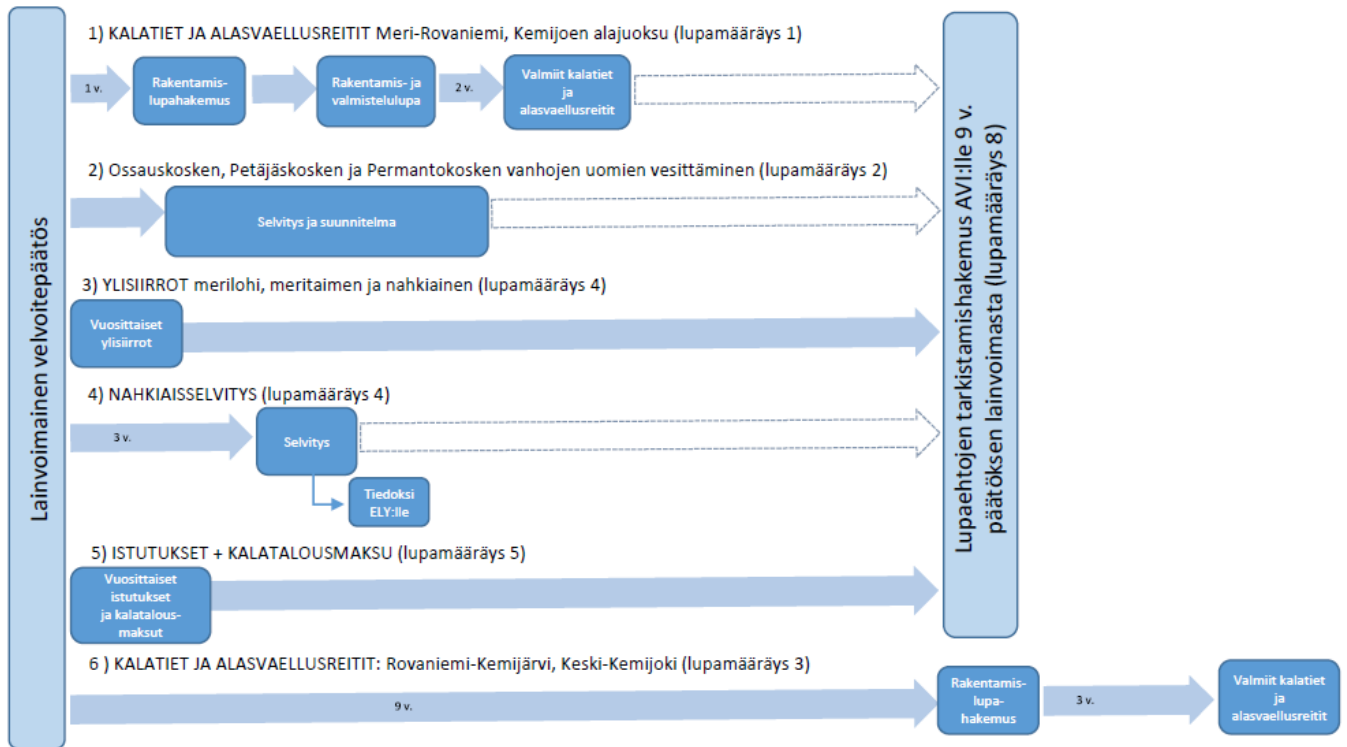 Lainvoimainen velvoitepäätös
1) KALATIET JA ALASVAELLUSREITIT Meri-Rovaniemi, Kemijoen alajuoksu (lupamääräys 1)
1 v.
Rakentamis-
lupahakemus
Rakentamis- ja
valmistelulupa
2 v.
Valmiit kalatiet
ja
alasvaellusreitit
2) Ossauskosken, Petäjäskosken ja Permantokosken vanhojen uomien vesittäminen (lupamääräys 2)
Selvitys ja suunnitelma
3) YLISIIRROT merilohi, meritaimen ja nahkiainen (lupamääräys 4)
Vuosittaiset
ylisiirrot
4) NAHKIAISSELVITYS (lupamääräys 4)
3 v.
Selvitys
Tiedoksi
ELY:lle
5) ISTUTUKSET + KALATALOUSMAKSU (lupamääräys 5)
Vuosittaiset
istutukset
ja kalatalous-
maksut
6 ) KALATIET JA ALASVAELLUSREITIT: Rovaniemi-Kemijärvi, Keski-Kemijoki (lupamääräys 3)
9 v.
Rakentamis-
lupa-
hakemus
3 v.
Valmiit kalatiet
ja
alasvaellusreitit
Lupaehtojen tarkistamishakemus AVI:lle 9 v.
päätöksen lainvoimasta (lupamääräys 8)